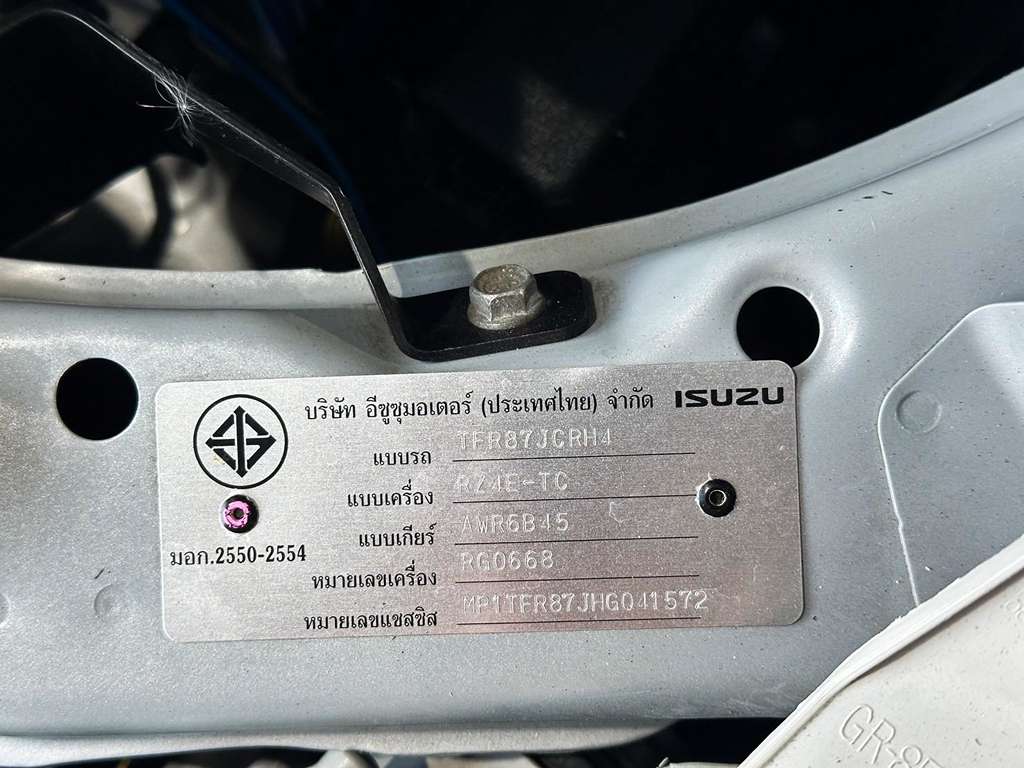 บริษัท อีซูซุมอเตอร์ (ประเทศไทย) จำกัด ISUZU
แบบรถ TFR87JCRH4
แบบเครื่อง RZ4E-TC
แบบเกียร์ AWR6B45
มอก.2550-2554
หมายเลขเครื่อง RG0668
หมายเลขแชสซิส MP1TFR87JHG041572